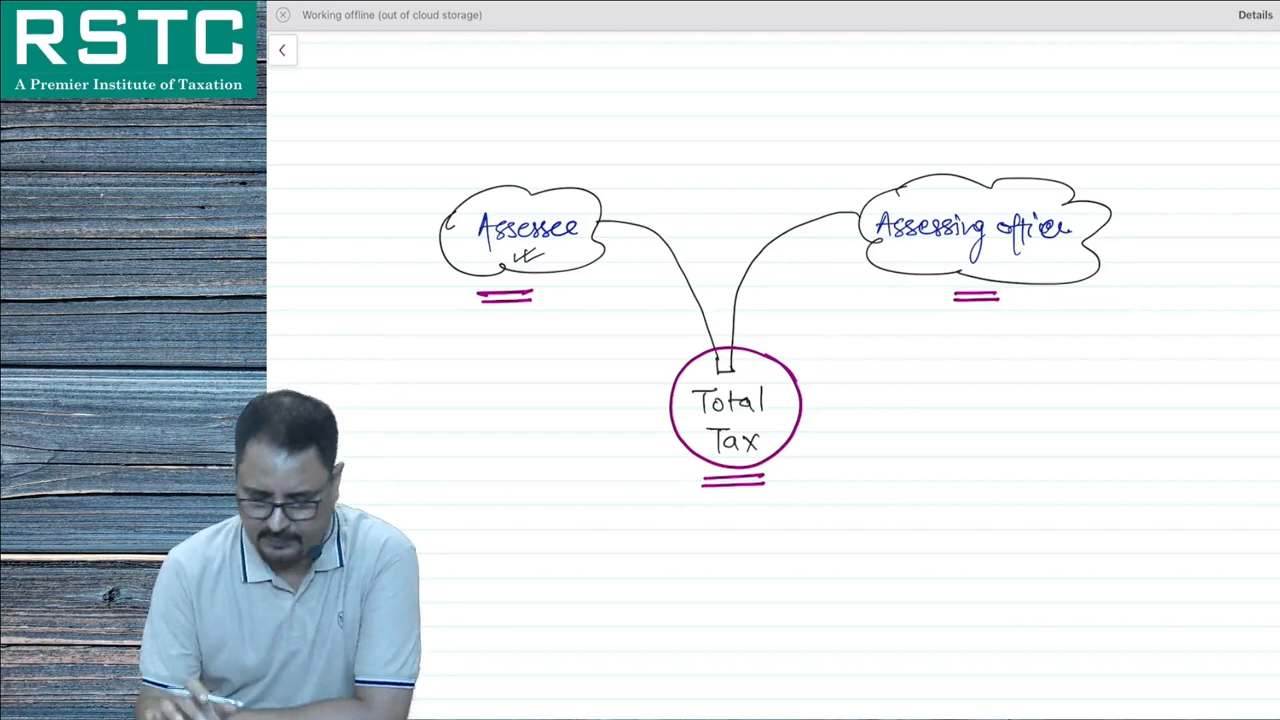 RSTC
A Premier Institute of Taxation
Working offline (out of cloud storage)
Details
Assessee
Assessing officer
Total
Tax